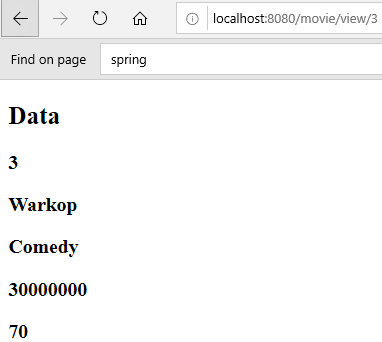 localhost:8080/movie/view/3
Find on page spring
Data
3
Warkop
Comedy
30000000
70